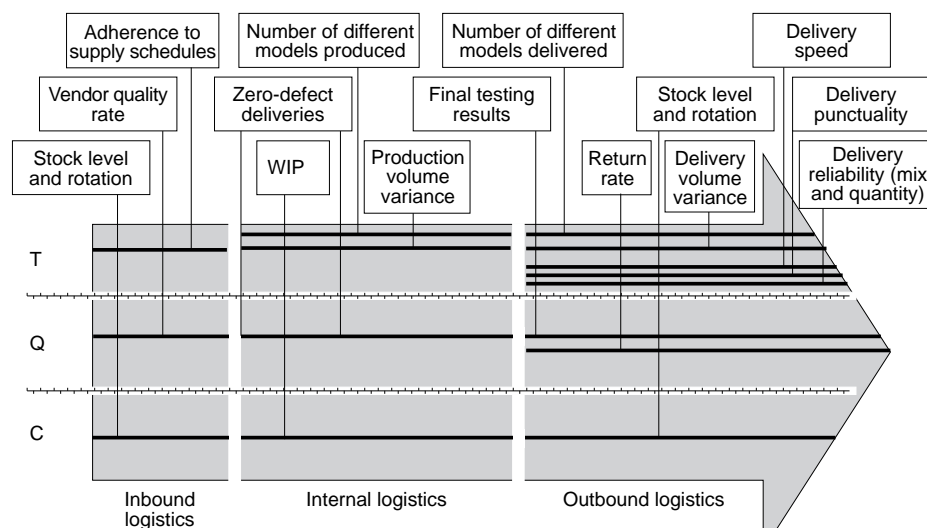 Adherence to
supply schedules
Number of different
models produced
Number of different
models delivered
Delivery
speed
Vendor quality
rate
Zero-defect
deliveries
Final testing
results
Stock level
and rotation
Delivery
punctuality
Stock level
and rotation
WIP
Production
volume
variance
Return
rate
Delivery
volume
variance
Delivery
reliability (mix
and quantity)
T
Q
C
Inbound
logistics
Internal logistics
Outbound logistics